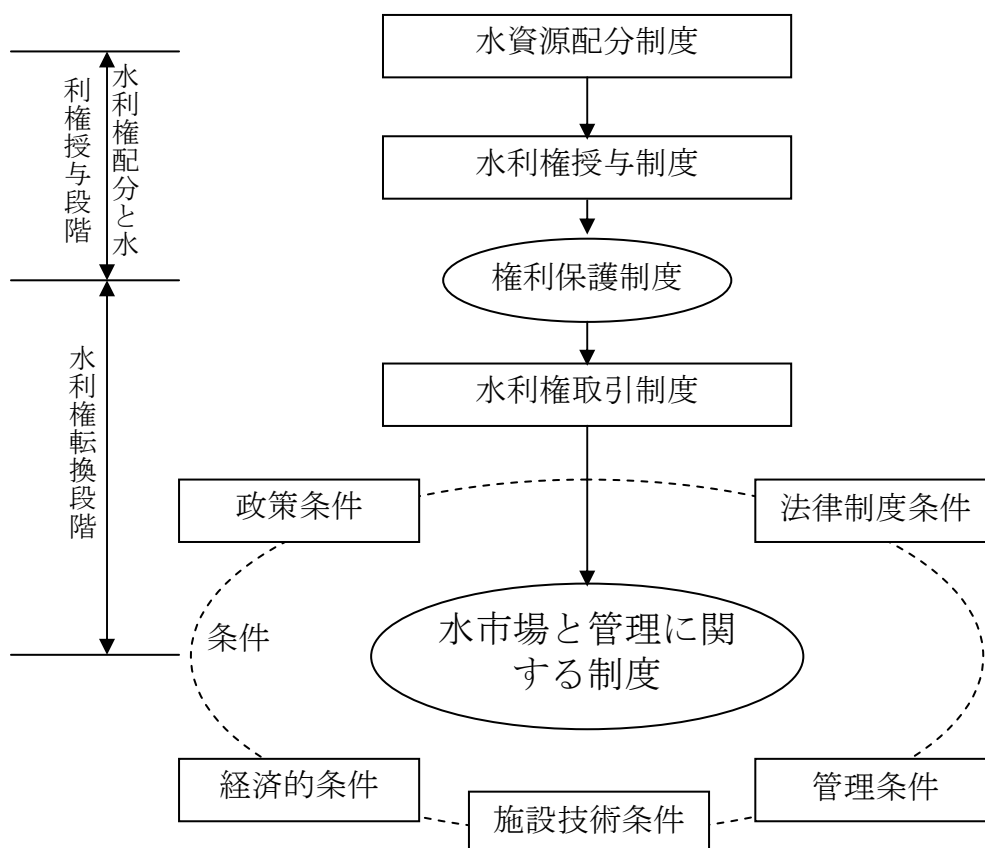 水資源配分制度
水利権配分と水
利権授与段階
水利権授与制度
権利保護制度
水利権取引制度
水利権転換段階
政策条件
法律制度条件
条件
水市場と管理に関
する制度
経済的条件
管理条件
施設技術条件